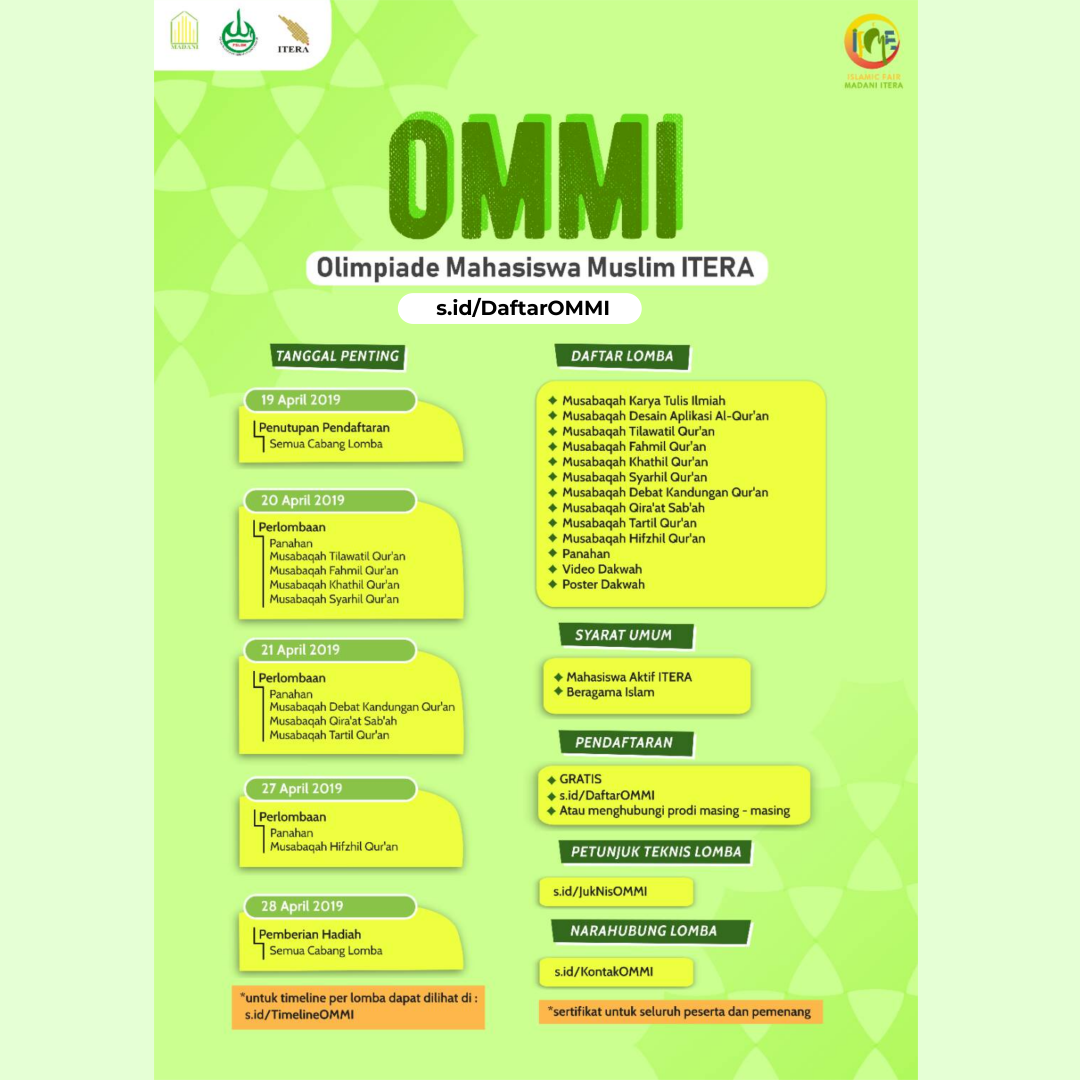 MADANI
ITERA
ISLAMIC FAIR
MADANI ITERA
OMMI
Olimpiade Mahasiswa Muslim ITERA
s.id/DaftarOMMI
TANGGAL PENTING
19 April 2019
Penutupan Pendaftaran
Semua Cabang Lomba
20 April 2019
Perlombaan
Panahan
Musabaqah Tilawatil Qur'an
Musabaqah Fahmil Qur'an
Musabaqah Khathil Qur'an
Musabaqah Syarhil Qur'an
21 April 2019
Perlombaan
Panahan
Musabaqah Debat Kandungan Qur'an
Musabaqah Qira'at Sab'ah
Musabaqah Tartil Qur'an
27 April 2019
Perlombaan
Panahan
Musabaqah Hifzhil Qur'an
28 April 2019
Pemberian Hadiah
Semua Cabang Lomba
*untuk timeline per lomba dapat dilihat di :
s.id/TimelineOMMI
DAFTAR LOMBA
Musabaqah Karya Tulis Ilmiah
Musabaqah Desain Aplikasi Al-Qur'an
Musabaqah Tilawatil Qur'an
Musabaqah Fahmil Qur'an
Musabaqah Khathil Qur'an
Musabaqah Syarhil Qur'an
Musabaqah Debat Kandungan Qur'an
Musabaqah Qira'at Sab'ah
Musabaqah Tartil Qur'an
Musabaqah Hifzhil Qur'an
Panahan
Video Dakwah
Poster Dakwah
SYARAT UMUM
Mahasiswa Aktif ITERA
Beragama Islam
PENDAFTARAN
GRATIS
s.id/DaftarOMMI
Atau menghubungi prodi masing - masing
PETUNJUK TEKNIS LOMBA
s.id/JukNisOMMI
NARAHUBUNG LOMBA
s.id/KontakOMMI
*sertifikat untuk seluruh peserta dan pemenang